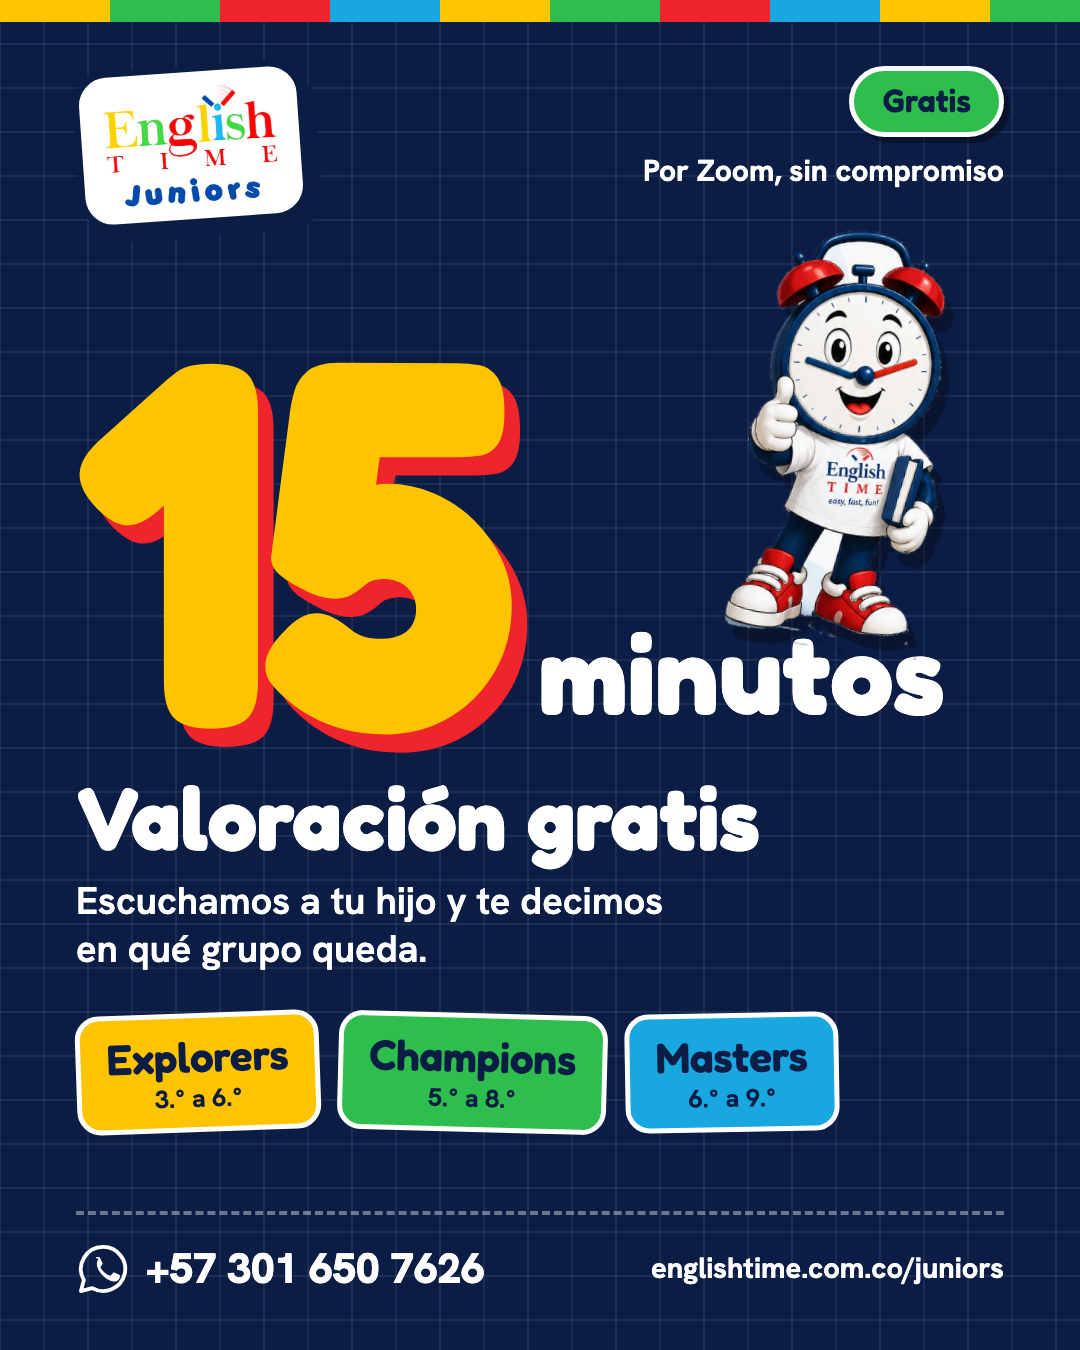 English
TIME
Juniors
Gratis
Por Zoom, sin compromiso
English
TIME
easy, fast, fun!
15 minutos
Valoración gratis
Escuchamos a tu hijo y te decimos
en qué grupo queda.
Explorers
3.° a 6.°
Champions
5.° a 8.°
Masters
6.° a 9.°
+57 301 650 7626
englishtime.com.co/juniors